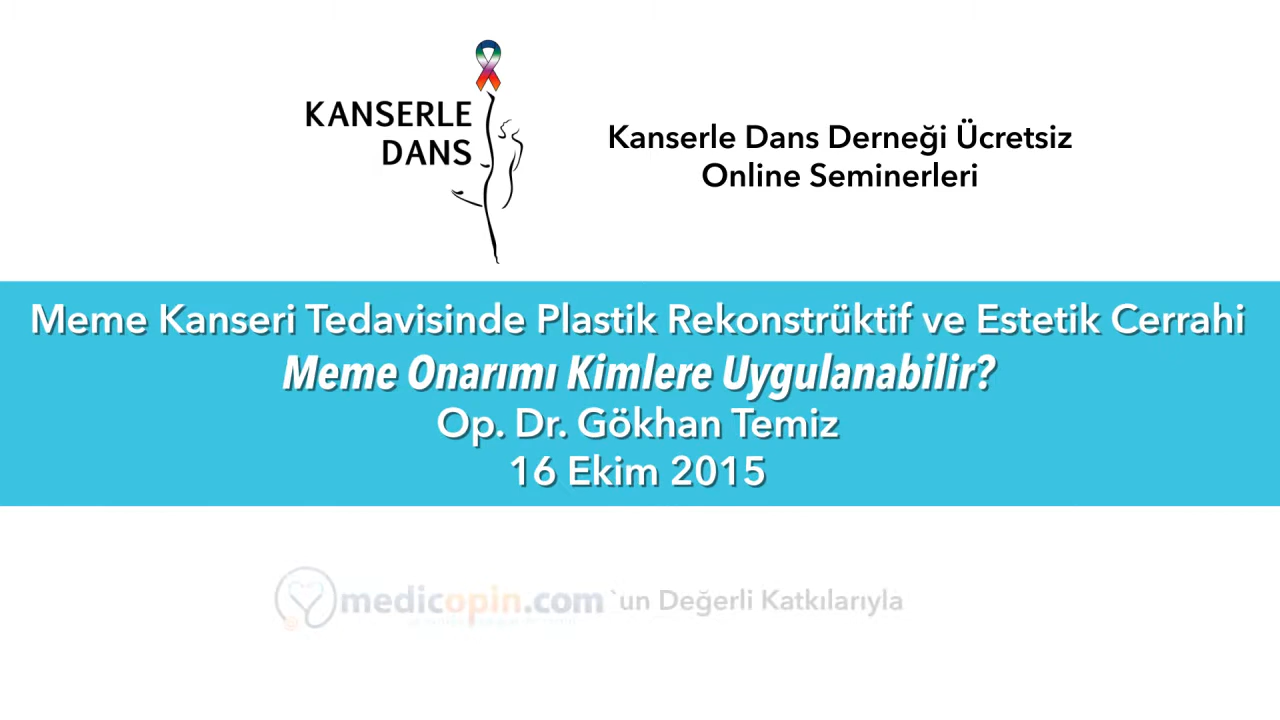 KANSERLE
DANS
Kanserle Dans Derneği Ücretsiz
Online Seminerleri
Meme Kanseri Tedavisinde Plastik Rekonstrüktif ve Estetik Cerrahi
Meme Onarımı Kimlere Uygulanabilir?
Op. Dr. Gökhan Temiz
16 Ekim 2015
medicopin.com `un Değerli Katkılarıyla